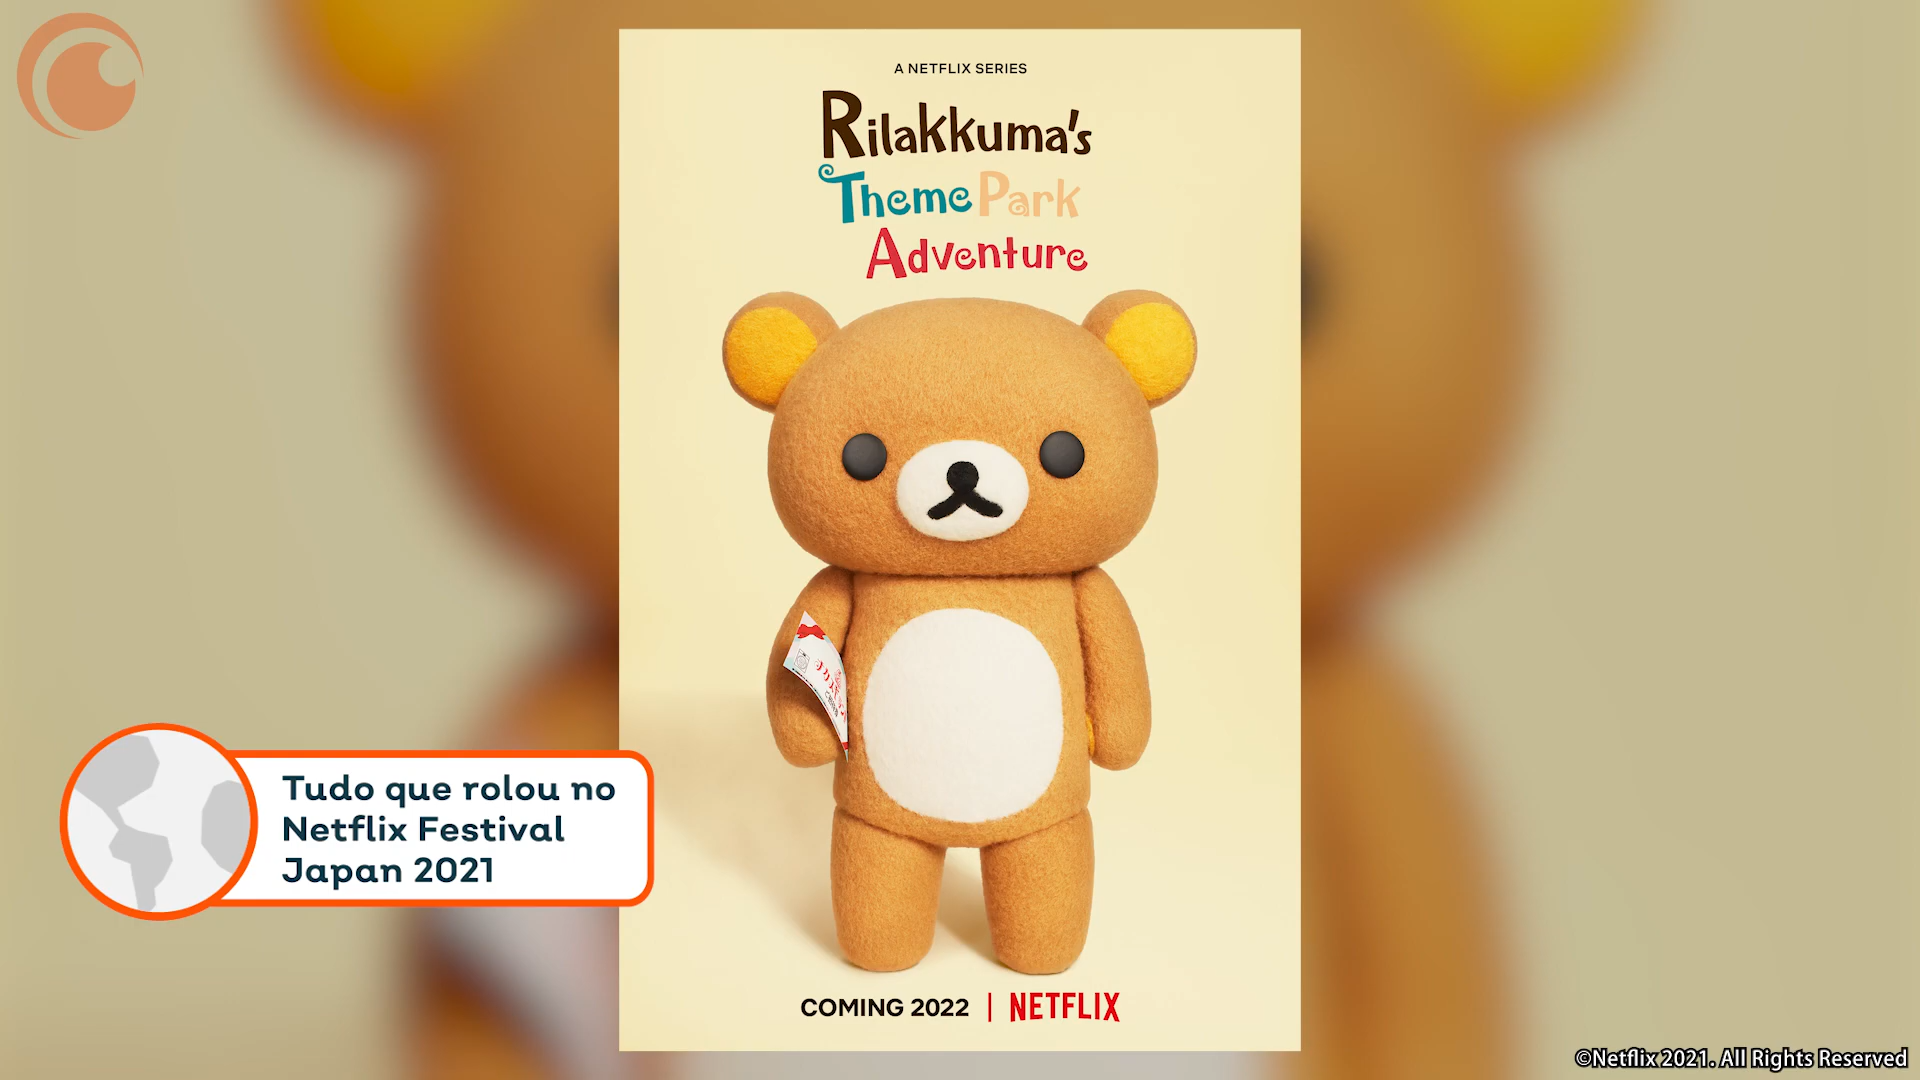 A NETFLIX SERIES
Rilakkuma's
Theme Park
Adventure
Tudo que rolou no
Netflix Festival
Japan 2021
COMING 2022 | NETFLIX
©Netflix 2021. All Rights Reserved